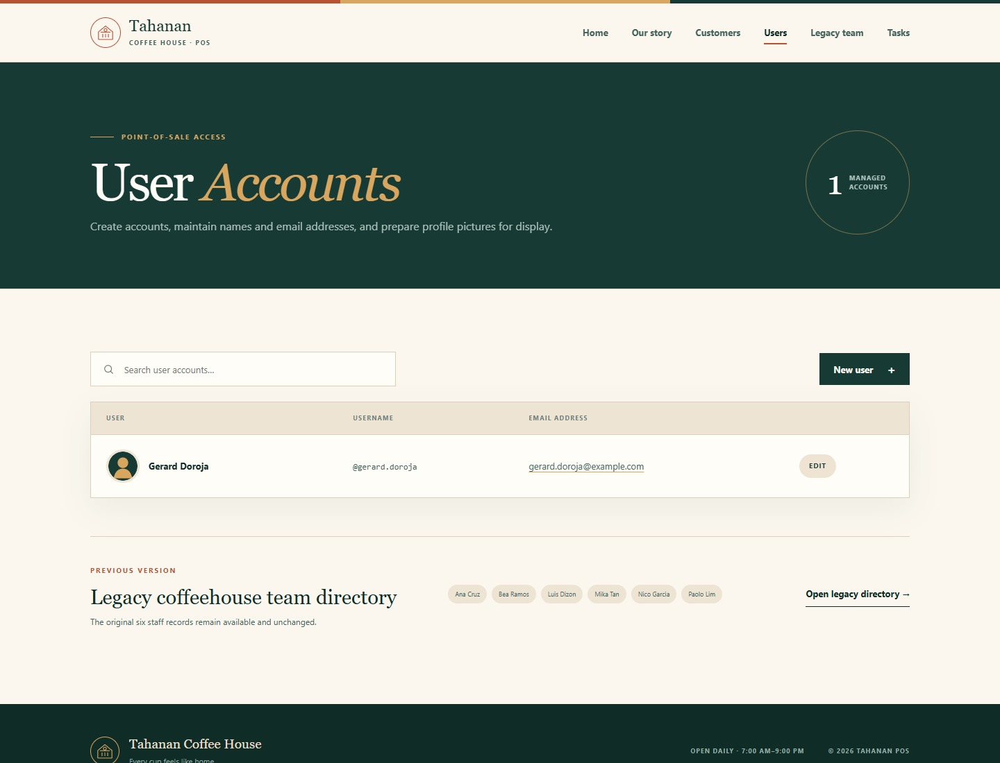 Tahanan
COFFEE HOUSE · POS
Home
Our story
Customers
Users
Legacy team
Tasks
POINT-OF-SALE ACCESS
User Accounts
Create accounts, maintain names and email addresses, and prepare profile pictures for display.
1
MANAGED
ACCOUNTS
Search user accounts...
New user +
USER
USERNAME
EMAIL ADDRESS
Gerard Doroja
@gerard.doroja
gerard.doroja@example.com
EDIT
PREVIOUS VERSION
Legacy coffeehouse team directory
The original six staff records remain available and unchanged.
Ana Cruz
Bea Ramos
Luis Dizon
Mika Tan
Nico Garcia
Paolo Lim
Open legacy directory →
Tahanan Coffee House
Every cup feels like home
OPEN DAILY · 7:00 AM–9:00 PM
© 2026 TAHANAN POS